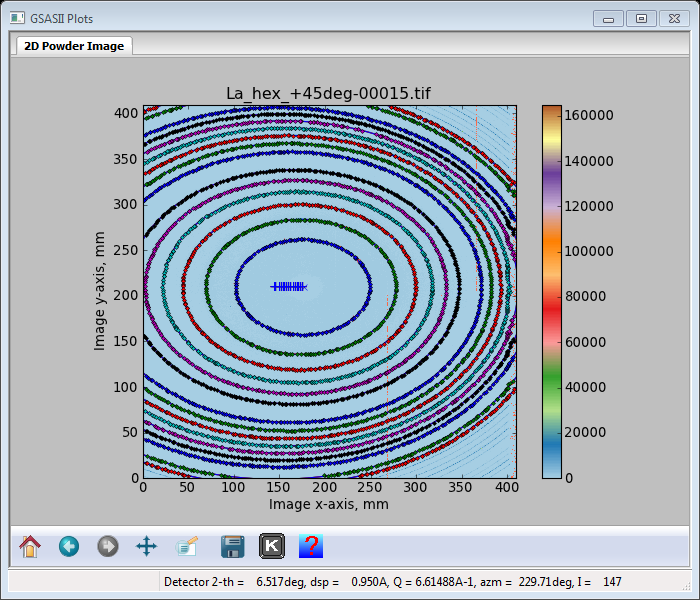 GSASII Plots
2D Powder Image
La_hex_+45deg-00015.tif
Image y-axis, mm
400
350
300
250
200
150
100
50
0
0 50 100 150 200 250 300 350 400
Image x-axis, mm
160000
140000
120000
100000
80000
60000
40000
20000
0
K ?
Detector 2-th = 6.517deg, dsp = 0.950A, Q = 6.61488A-1, azm = 229.71deg, I = 147